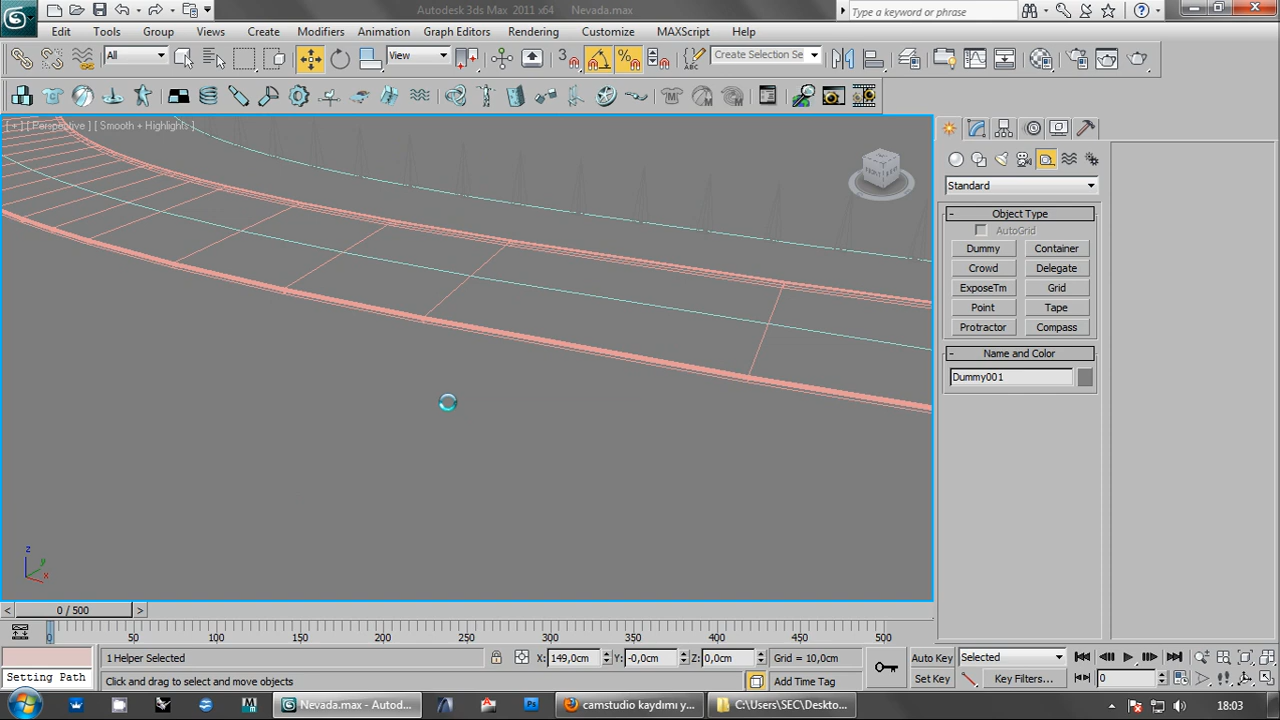 Autodesk 3ds Max 2011 x64 Nevada.max
Type a keyword or phrase
Edit Tools Group Views Create Modifiers Animation Graph Editors Rendering Customize MAXScript Help
All View 3 Create Selection Se
[ + ] [ Perspective ] [ Smooth + Highlights ]
FRONT
Standard
- Object Type
AutoGrid
Dummy Container
Crowd Delegate
ExposeTm Grid
Point Tape
Protractor Compass
- Name and Color
Dummy001
z
y
x
< 0 / 500 >
0 50 100 150 200 250 300 350 400 450 500
1 Helper Selected X: 149,0cm Y: -0,0cm Z: 0,0cm Grid = 10,0cm Auto Key Selected
Setting Path Click and drag to select and move objects Add Time Tag Set Key Key Filters... 0
Nevada.max - Autod... camstudio kaydımı y... C:\Users\SEC\Deskto... 18:03